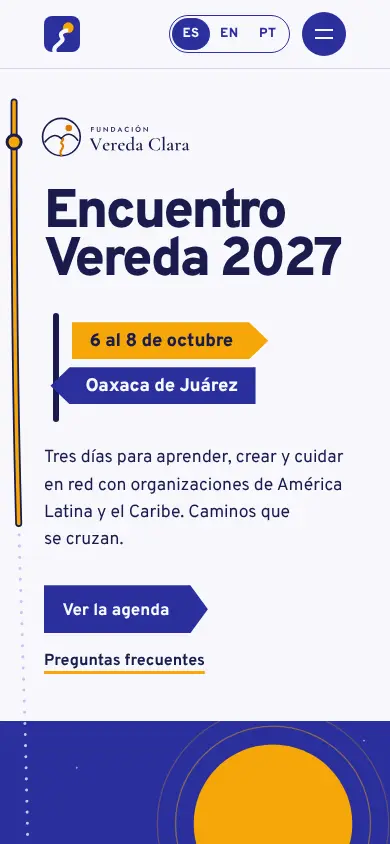 ES EN PT
FUNDACIÓN
Vereda Clara
Encuentro
Vereda 2027
6 al 8 de octubre
Oaxaca de Juárez
Tres días para aprender, crear y cuidar
en red con organizaciones de América
Latina y el Caribe. Caminos que
se cruzan.
Ver la agenda
Preguntas frecuentes